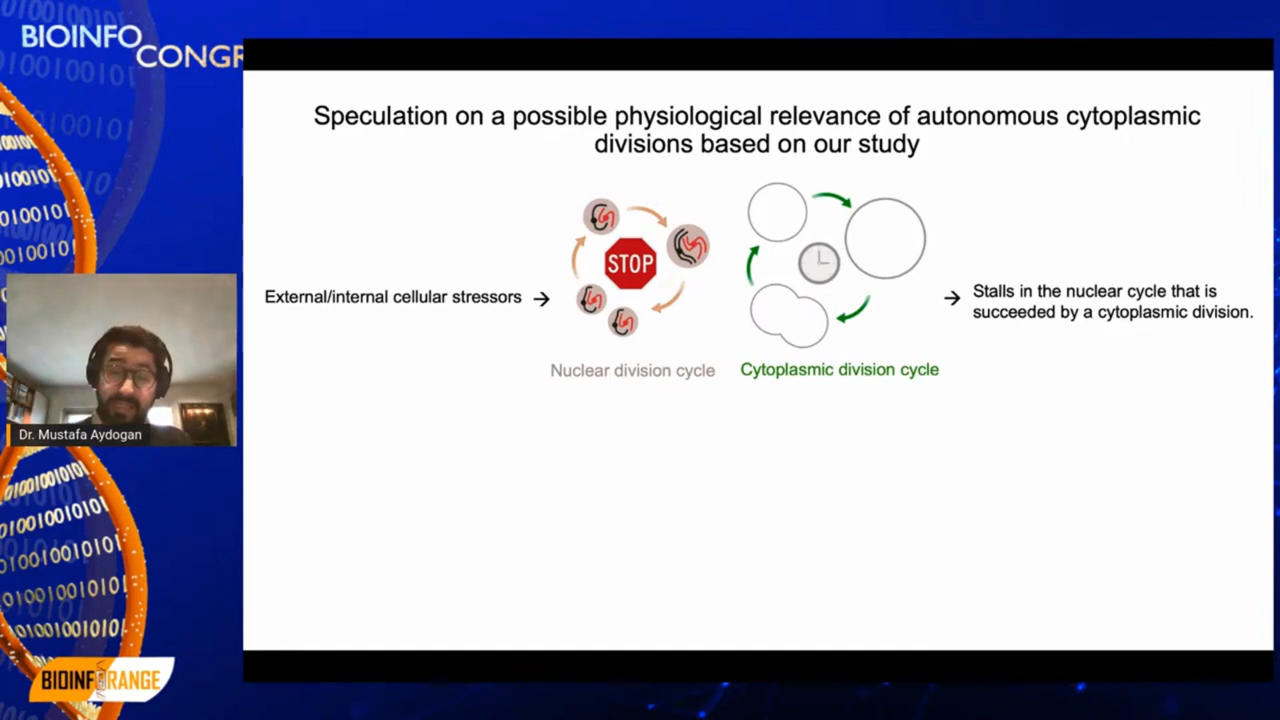 BIOINFO
CONGR
Speculation on a possible physiological relevance of autonomous cytoplasmic
divisions based on our study
External/internal cellular stressors →
STOP
→ Stalls in the nuclear cycle that is
succeeded by a cytoplasmic division.
Nuclear division cycle
Cytoplasmic division cycle
Dr. Mustafa Aydogan
BIOINFORANGE